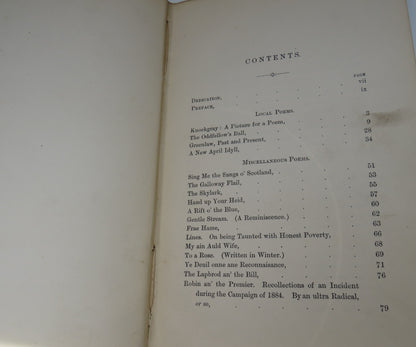 CONTENTS.
PAGE
DEDICATION, vii
PREFACE, ix
LOCAL POEMS.
Knockgray: A Picture for a Poem, 3
The Oddfellow's Ball, 9
Greenlaw, Past and Present, 28
A New April Idyll, 34
MISCELLANEOUS POEMS.
Sing Me the Sangs o' Scotland, 51
The Galloway Flail, 53
The Skylark, 55
Haud up Your Heid, 57
A Rift o' the Blue, 60
Gentle Stream. (A Reminiscence.) 62
Frae Hame, 63
Lines. On being Taunted with Honest Poverty, 66
My ain Auld Wife, 68
To a Rose. (Written in Winter.) 69
Ye Deuil onne ane Reconnaisance, 71
The Lapbrod an' the Bill, 76
Robin an' the Premier. Recollections of an Incident
during the Campaign of 1884. By an ultra Radical,
or so, 79